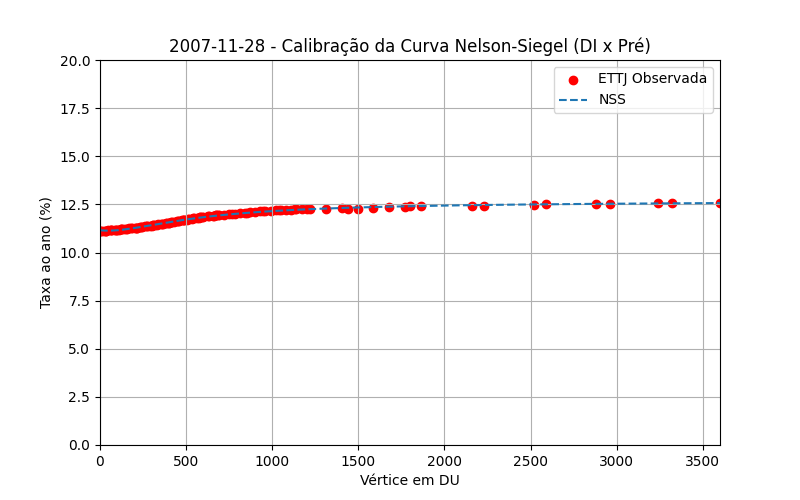 2007-11-28 - Calibração da Curva Nelson-Siegel (DI x Pré)
ETTJ Observada
NSS
Taxa ao ano (%)
20.0
17.5
15.0
12.5
10.0
7.5
5.0
2.5
0.0
0 500 1000 1500 2000 2500 3000 3500
Vértice em DU